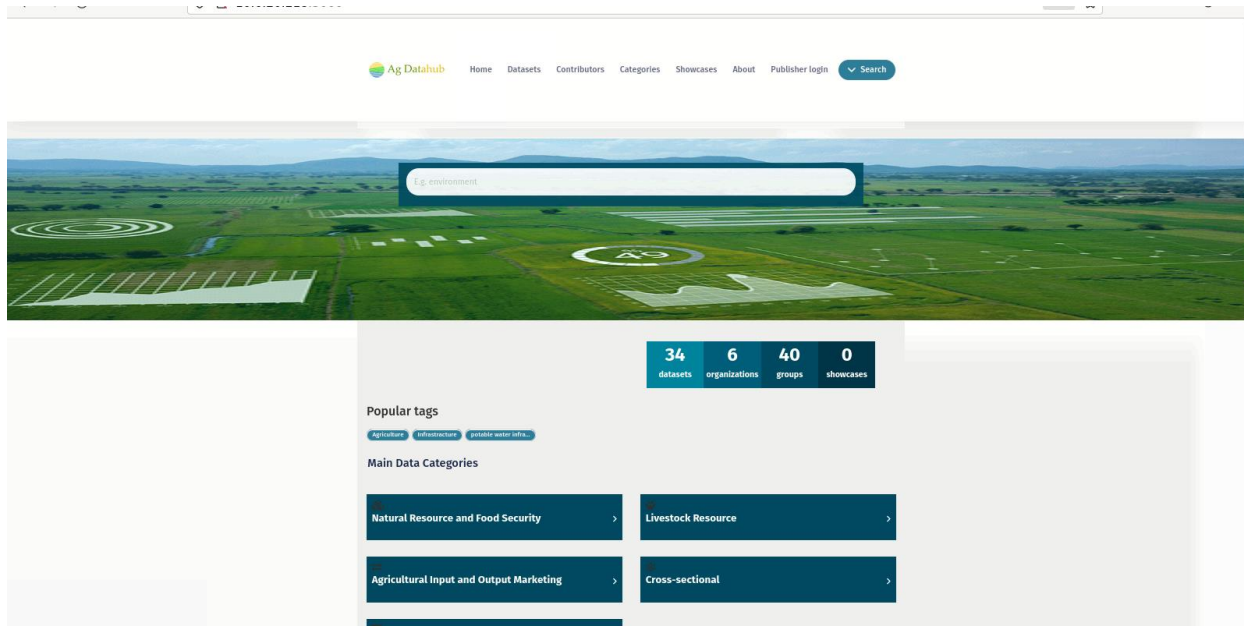 Ag Datahub Home Datasets Contributors Categories Showcases About Publisher login Search
E.g. environment
49
34 6 40 0
datasets organizations groups showcases
Popular tags
Agriculture Infrastracture potable water infra...
Main Data Categories
Natural Resource and Food Security
Livestock Resource
Agricultural Input and Output Marketing
Cross-sectional